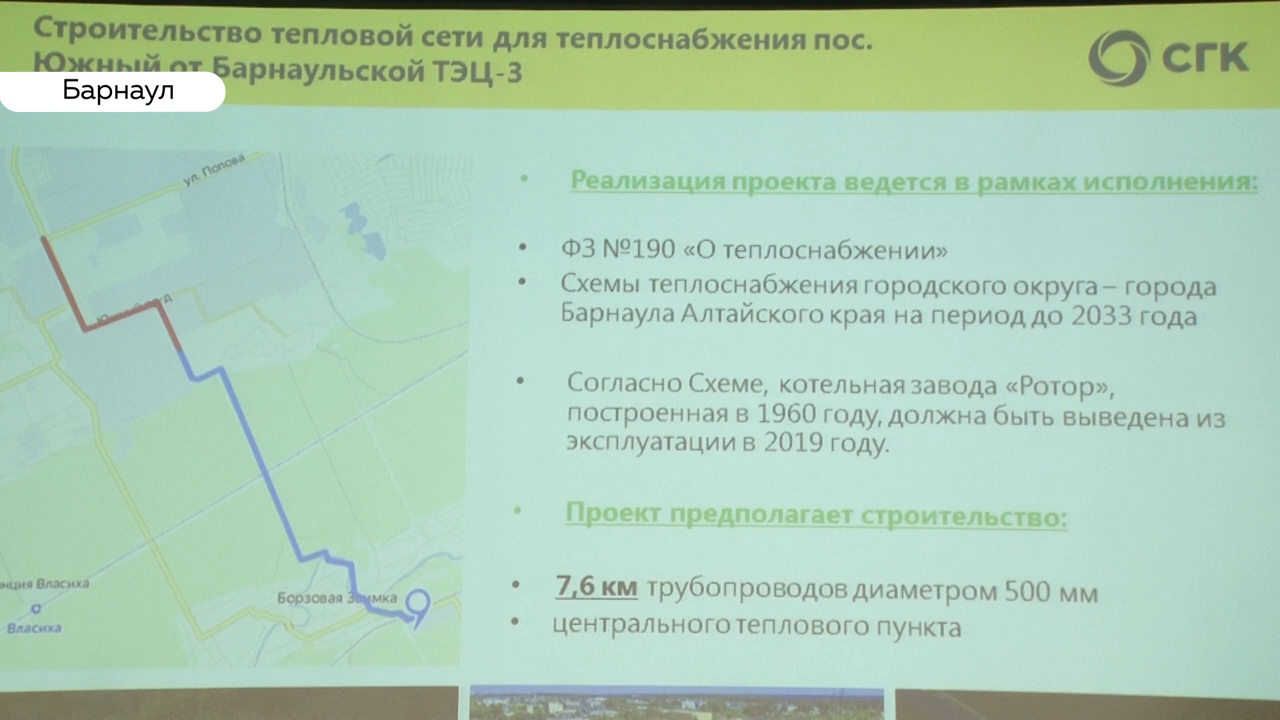 Строительство тепловой сети для теплоснабжения пос.
Южный от Барнаульской ТЭЦ-3
СГК
Барнаул
ул. Попова
Реализация проекта ведется в рамках исполнения:
• ФЗ №190 «О теплоснабжении»
• Схемы теплоснабжения городского округа – города
Барнаула Алтайского края на период до 2033 года
• Согласно Схеме, котельная завода «Ротор»,
построенная в 1960 году, должна быть выведена из
эксплуатации в 2019 году.
• Проект предполагает строительство:
• 7,6 км трубопроводов диаметром 500 мм
• центрального теплового пункта
Власиха
Борзовая
Власиха